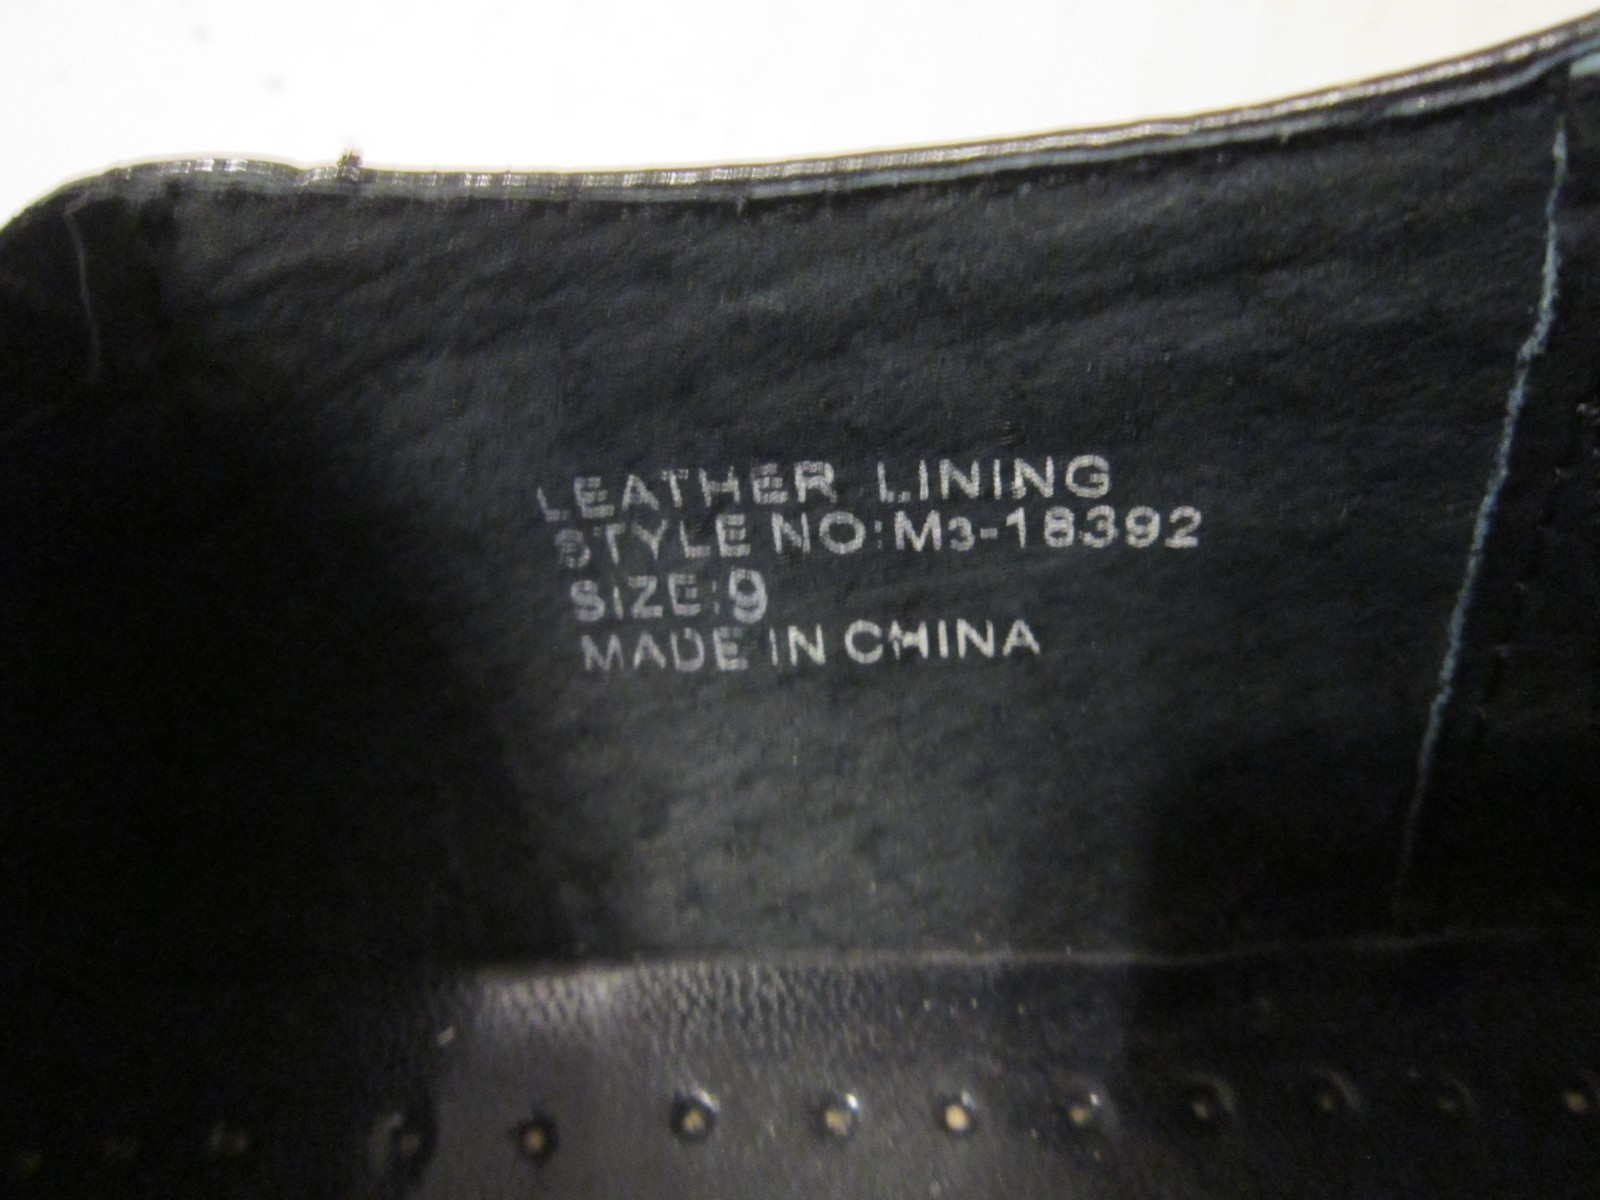 LEATHER LINING
STYLE NO:M3-18392
SIZE:9
MADE IN CHINA